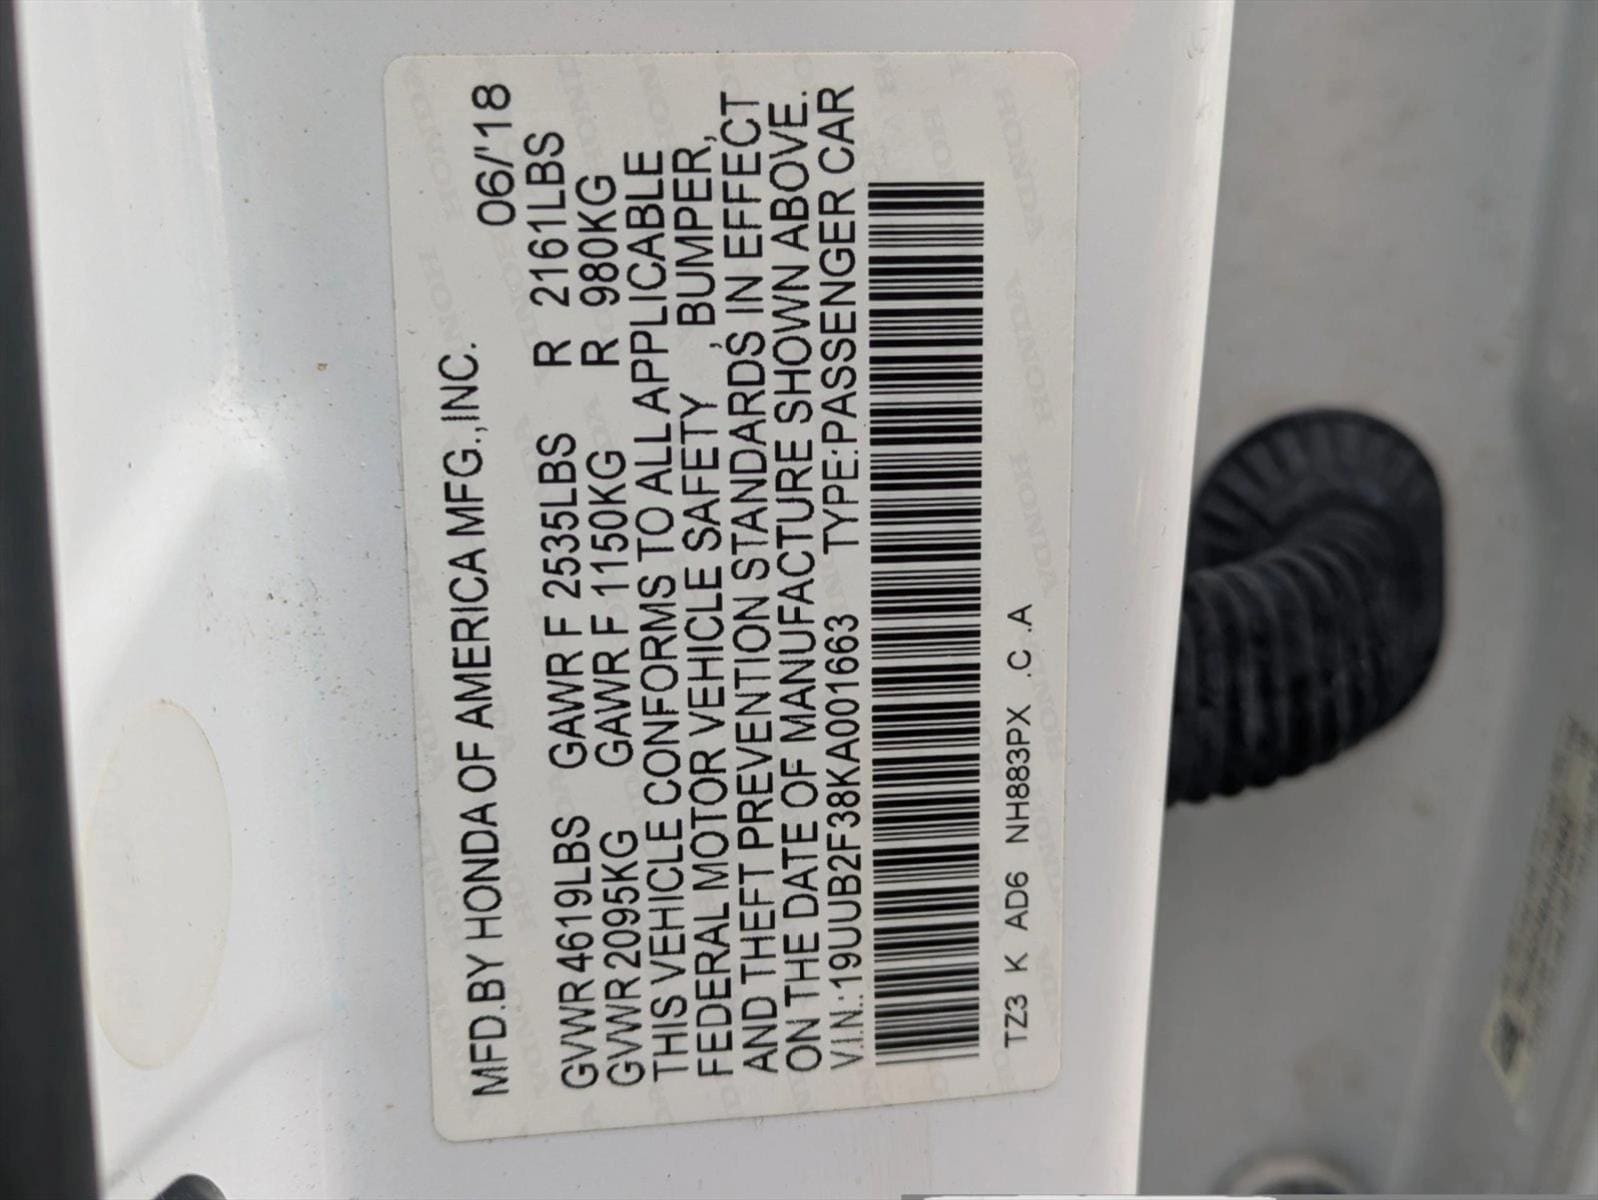 MFD.BY HONDA OF AMERICA MFG.,INC. 06/'18
GVWR 4619LBS GAWR F 2535LBS R 2161LBS
GVWR 2095KG GAWR F 1150KG R 980KG
THIS VEHICLE CONFORMS TO ALL APPLICABLE
FEDERAL MOTOR VEHICLE SAFETY , BUMPER,
AND THEFT PREVENTION STANDARDS IN EFFECT
ON THE DATE OF MANUFACTURE SHOWN ABOVE.
V.I.N.:19UUB2F38KA001663 TYPE:PASSENGER CAR
TZ3 K AD6 NH883PX .C .A